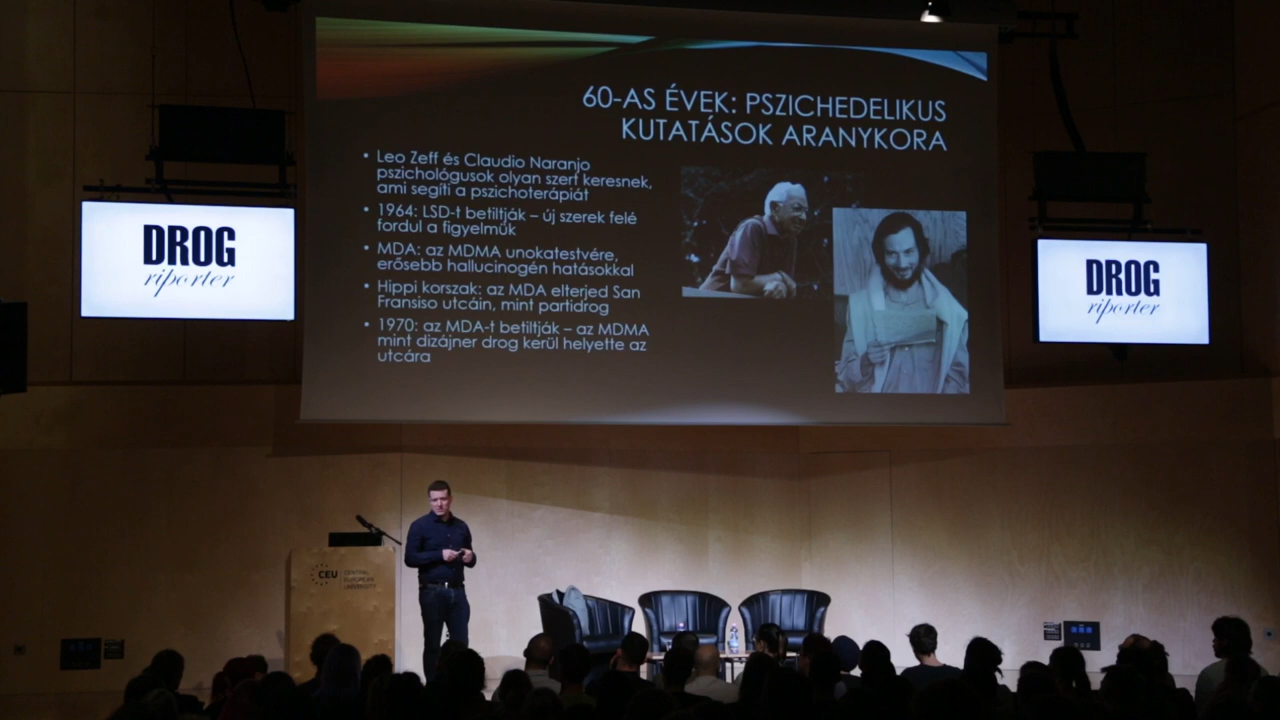 60-AS ÉVEK: PSZICHEDELIKUS
KUTATÁSOK ARANYKORA
• Leo Zeff és Claudio Naranjo
pszichológusok olyan szert keresnek,
ami segíti a pszichoterápiát
• 1964: LSD-t betiltják – új szerek felé
fordul a figyelmük
• MDA: az MDMA unokatestvére,
erősebb hallucinogén hatásokkal
• Hippi korszak: az MDA elterjed San
Fransiso utcáin, mint partidrog
• 1970: az MDA-t betiltják – az MDMA
mint dizájner drog kerül helyette az
utcára
DROG
riporter
DROG
riporter
CEU
CENTRAL
EUROPEAN
UNIVERSITY